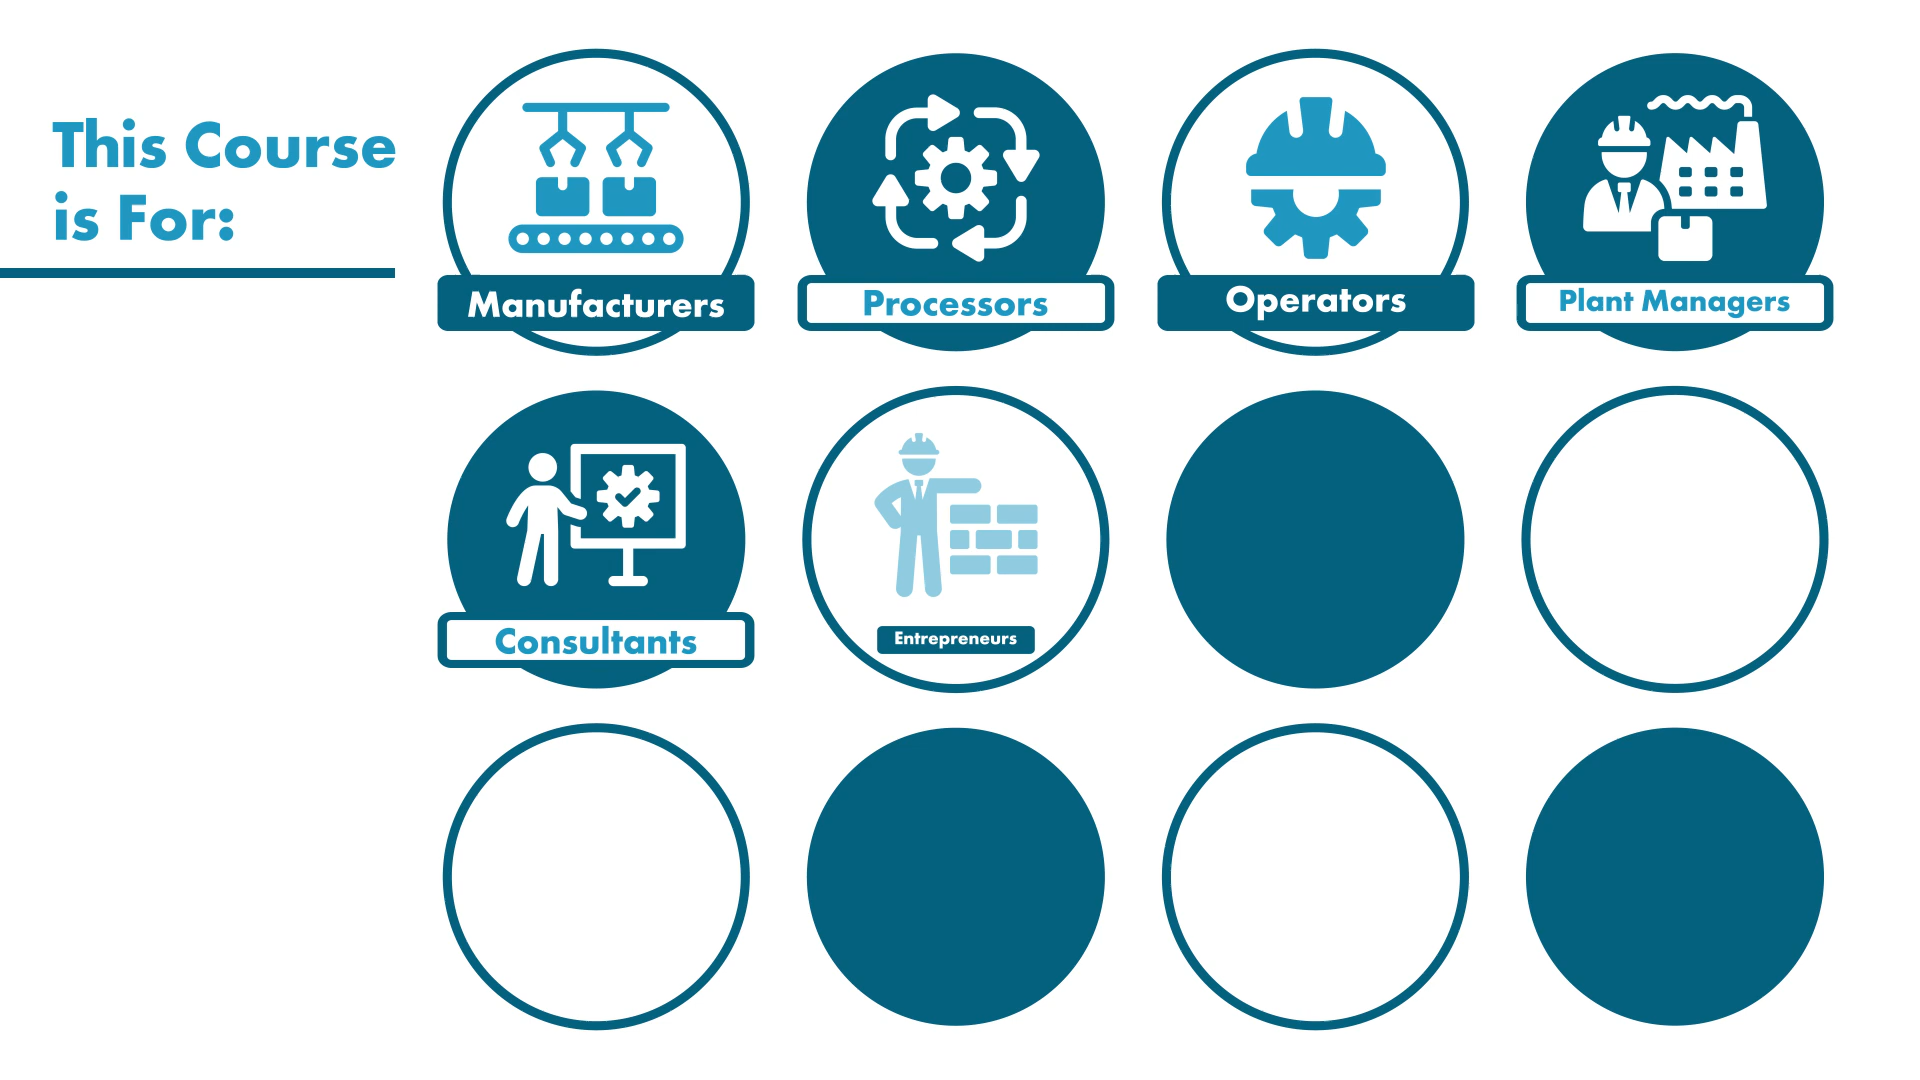 This Course
is For:
Manufacturers
Processors
Operators
Plant Managers
Consultants
Entrepreneurs